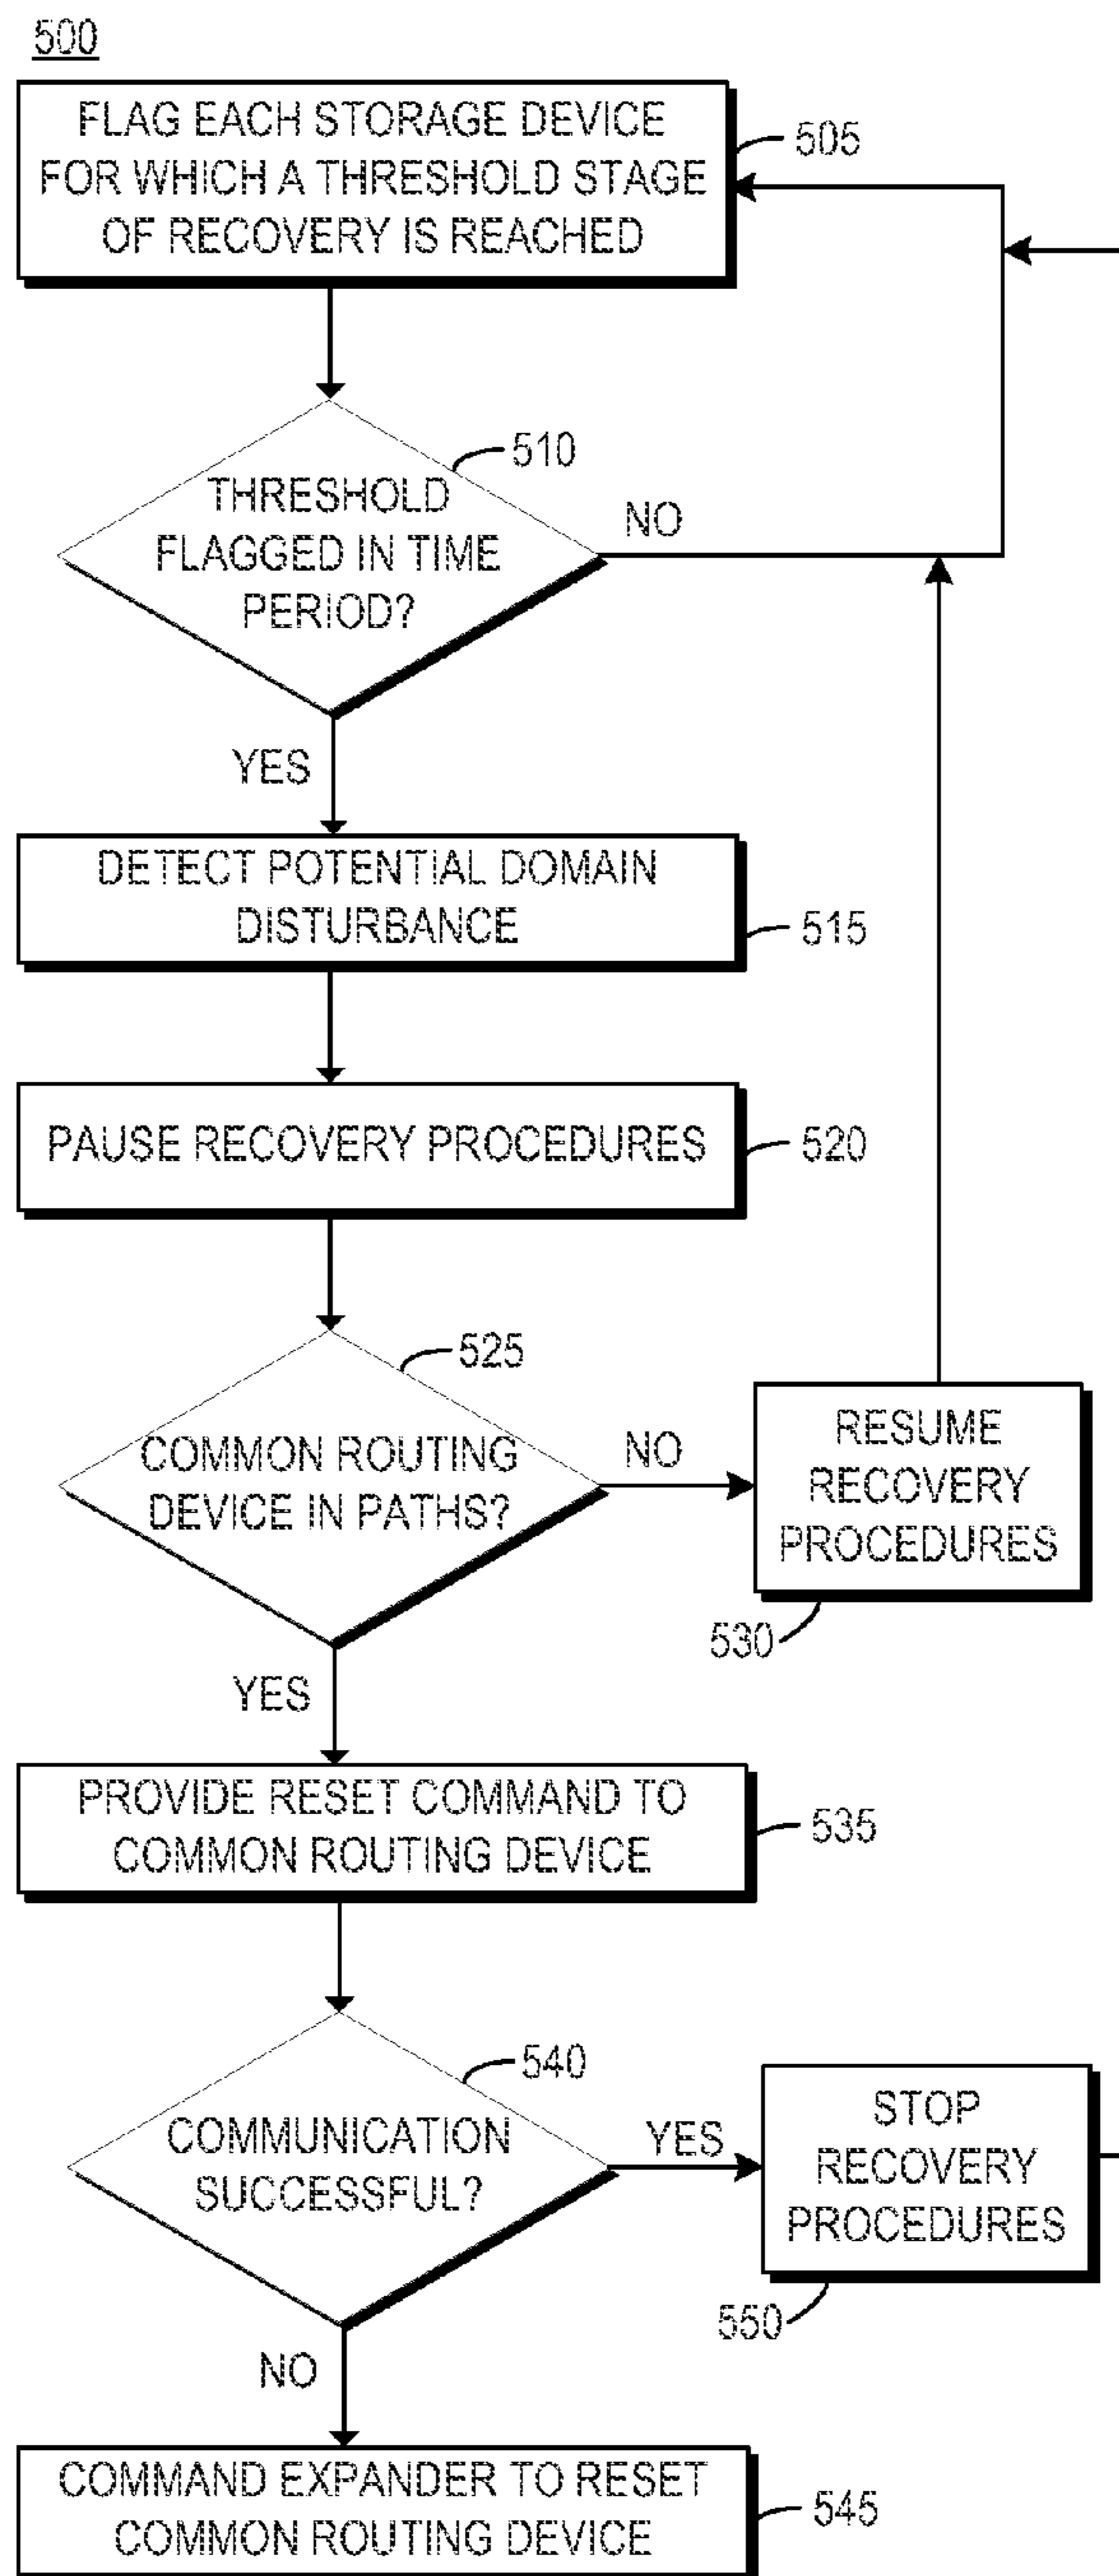 500
FLAG EACH STORAGE DEVICE
FOR WHICH A THRESHOLD STAGE
OF RECOVERY IS REACHED
505
510
THRESHOLD
FLAGGED IN TIME
PERIOD?
NO
YES
DETECT POTENTIAL DOMAIN
DISTURBANCE
515
PAUSE RECOVERY PROCEDURES
520
525
COMMON ROUTING
DEVICE IN PATHS?
NO
RESUME
RECOVERY
PROCEDURES
530
YES
PROVIDE RESET COMMAND TO
COMMON ROUTING DEVICE
535
540
COMMUNICATION
SUCCESSFUL?
YES
STOP
RECOVERY
PROCEDURES
550
NO
COMMAND EXPANDER TO RESET
COMMON ROUTING DEVICE
545